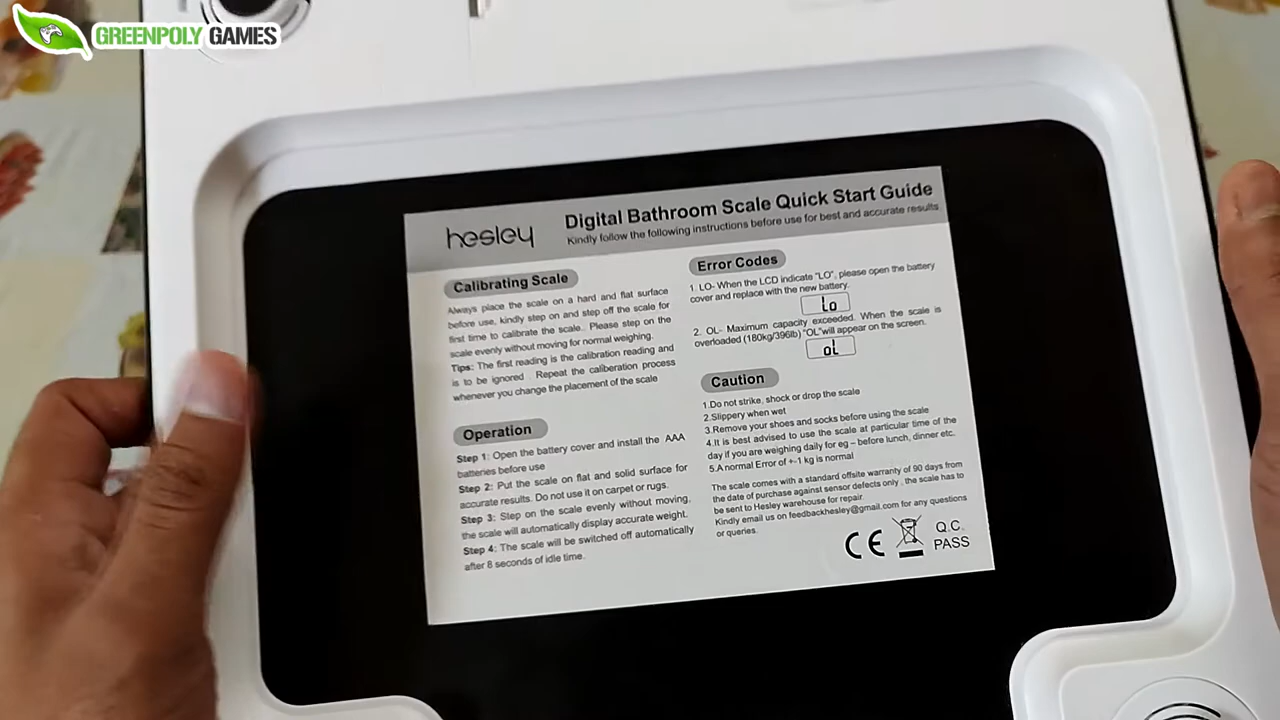 GREENPOLY GAMES
hesley
Digital Bathroom Scale Quick Start Guide
Kindly follow the following instructions before use for best and accurate results.
Calibrating Scale
Always place the scale on a hard and flat surface
before use, kindly step on and step off the scale for
first time to calibrate the scale.. Please step on the
scale evenly without moving for normal weighing.
Tips: The first reading is the calibration reading and
is to be ignored . Repeat the caliberation process
whenever you change the placement of the scale
Operation
Step 1: Open the battery cover and install the AAA
batteries before use
Step 2: Put the scale on flat and solid surface for
accurate results. Do not use it on carpet or rugs.
Step 3: Step on the scale evenly without moving,
the scale will automatically display accurate weight.
Step 4: The scale will be switched off automatically
after 8 seconds of idle time.
Error Codes
1. LO- When the LCD indicate "LO", please open the battery
cover and replace with the new battery.
Lo
2. OL- Maximum capacity exceeded. When the scale is
overloaded (180kg/396lb) "OL"will appear on the screen.
oL
Caution
1.Do not strike, shock or drop the scale
2.Slippery when wet
3.Remove your shoes and socks before using the scale
4.It is best advised to use the scale at particular time of the
day if you are weighing daily for eg – before lunch, dinner etc.
5.A normal Error of +-1 kg is normal
The scale comes with a standard offsite warranty of 90 days from
the date of purchase against sensor defects only , the scale has to
be sent to Hesley warehouse for repair.
Kindly email us on feedbackhesley@gmail.com for any questions
or queries.
CE
Q.C.
PASS